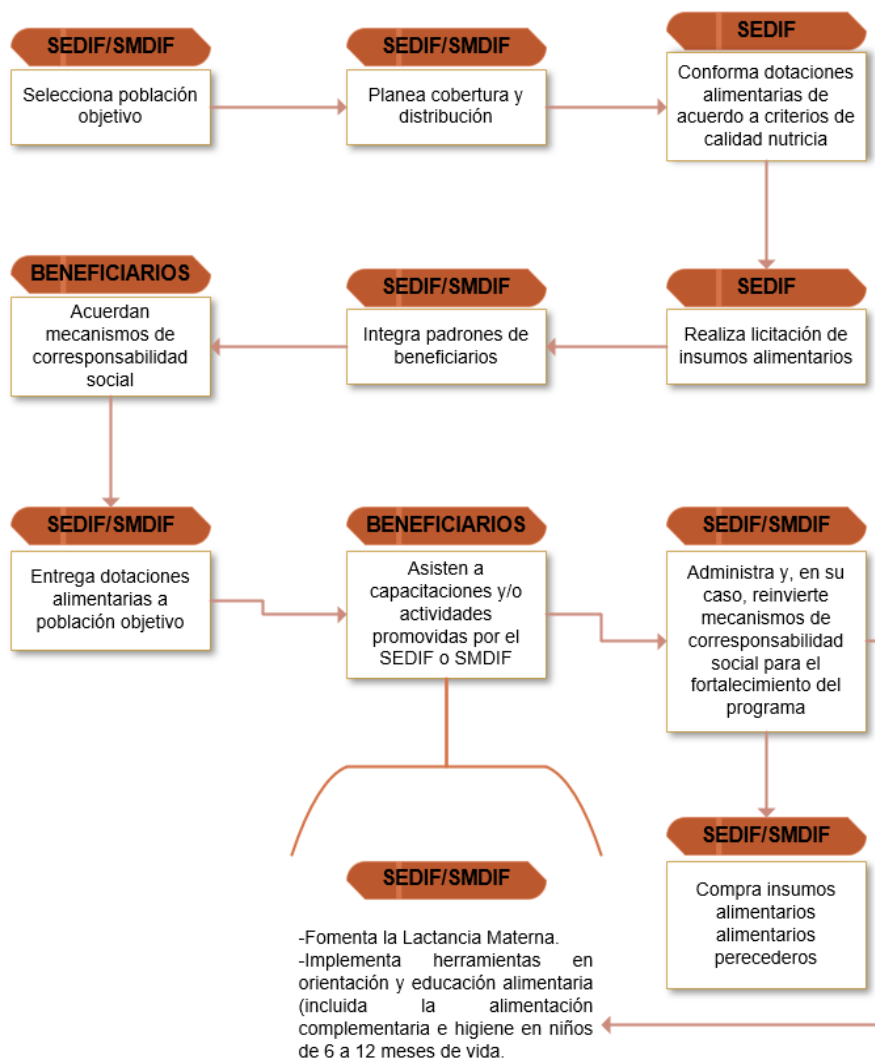 SEDIF/SMDIF
Selecciona población
objetivo
SEDIF/SMDIF
Planea cobertura y
distribución
SEDIF
Conforma dotaciones
alimentarias de
acuerdo a criterios de
calidad nutricia
SEDIF
Realiza licitación de
insumos alimentarios
SEDIF/SMDIF
Integra padrones de
beneficiarios
BENEFICIARIOS
Acuerdan
mecanismos de
corresponsabilidad
social
SEDIF/SMDIF
Entrega dotaciones
alimentarias a
población objetivo
BENEFICIARIOS
Asisten a
capacitaciones y/o
actividades
promovidas por el
SEDIF o SMDIF
SEDIF/SMDIF
Administra y, en su
caso, reinvierte
mecanismos de
corresponsabilidad
social para el
fortalecimiento del
programa
SEDIF/SMDIF
Compra insumos
alimentarios
alimentarios
perecederos
SEDIF/SMDIF
-Fomenta la Lactancia Materna.
-Implementa herramientas en
orientación y educación alimentaria
(incluida la alimentación
complementaria e higiene en niños
de 6 a 12 meses de vida.